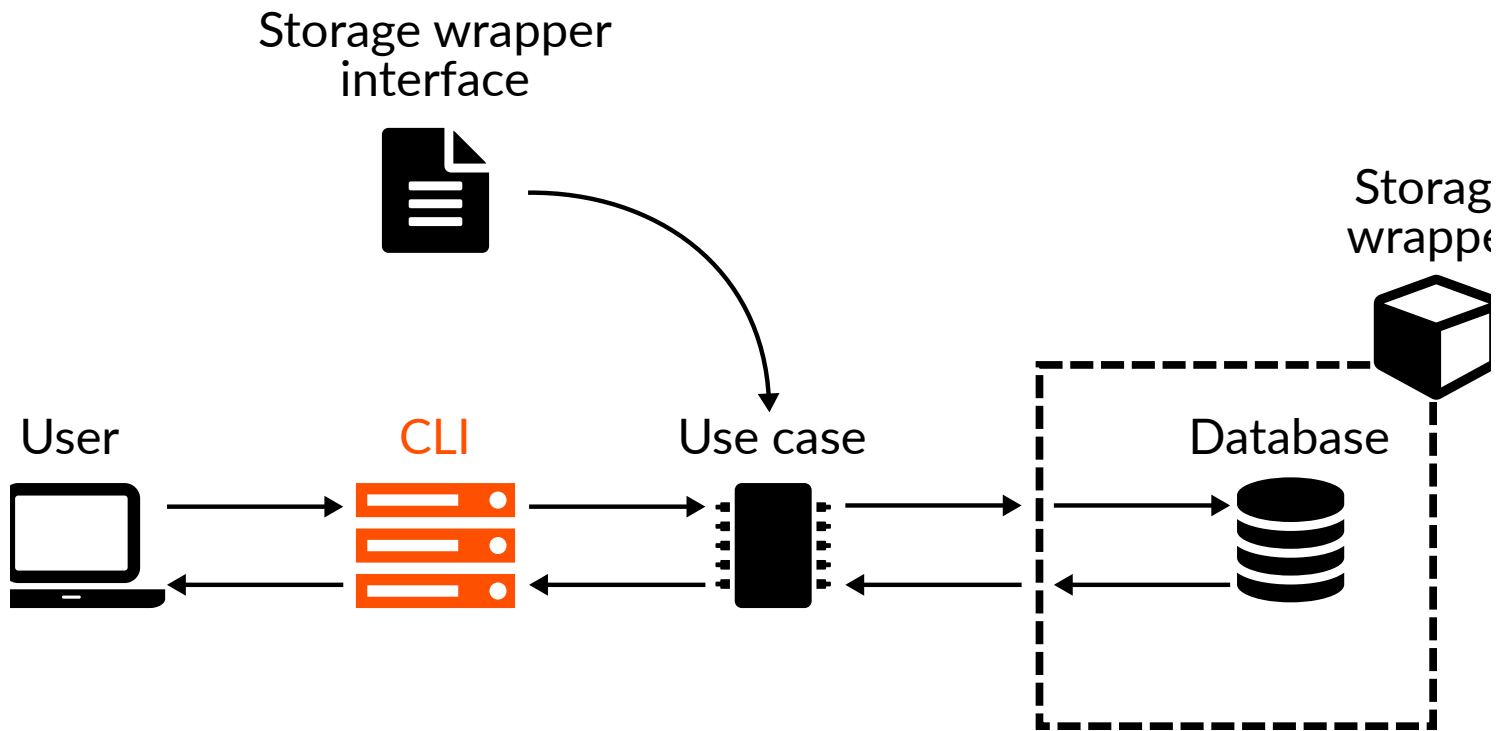 Storage wrapper
interface
Storag
wrappe
User
CLI
Use case
Database